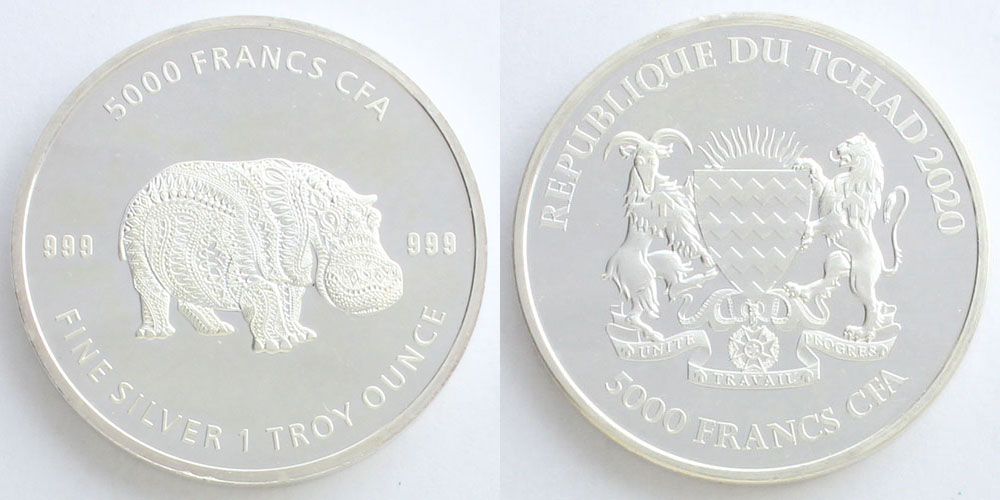 5000 FRANCS CFA
999 999
FINE SILVER 1 TROY OUNCE
REPUBLIQUE DU TCHAD 2020
UNITE PROGRES
TRAVAIL
5000 FRANCS CFA